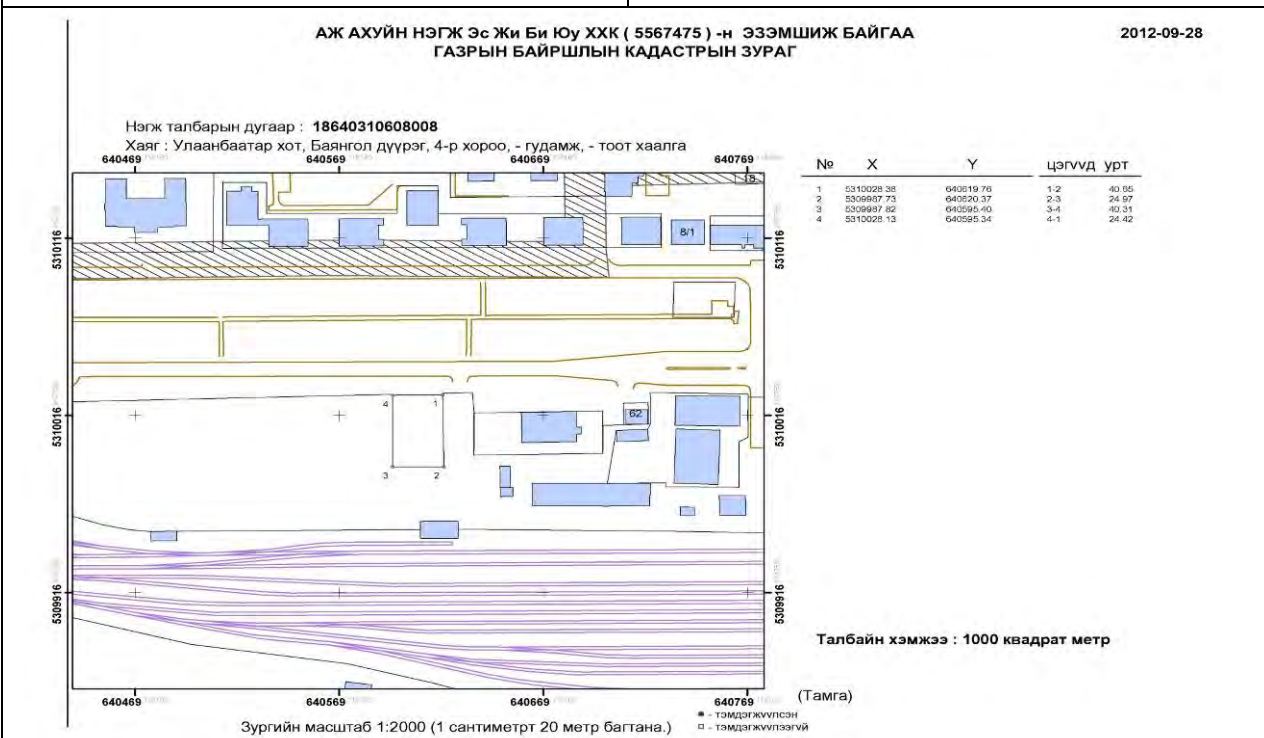 АЖ АХУЙН НЭГЖ Эс Жи Би Юу ХХК ( 5567475 ) -н ЭЗЭМШИЖ БАЙГАА
ГАЗРЫН БАЙРШЛЫН КАДАСТРЫН ЗУРАГ
2012-09-28
Нэгж талбарын дугаар : 18640310608008
Хаяг : Улаанбаатар хот, Баянгол дүүрэг, 4-р хороо, - гудамж, - тоот хаалга
640469 640569 640669 640769
№ X Y цэгүүд урт
1 5310028.38 640619.76 1-2 40.65
2 5309987.73 640620.37 2-3 24.97
3 5309987.82 640595.40 3-4 40.31
4 5310028.13 640595.34 4-1 24.42
5310116 5310116
8/1
5310016 5310016
4 1
62
3 2
5309916 5309916
Талбайн хэмжээ : 1000 квадрат метр
640469 640569 640669 640769
(Тамга)
- тэмдэгжүүлсэн
- тэмдэгжүүлээгүй
Зургийн масштаб 1:2000 (1 сантиметрт 20 метр багтана.)